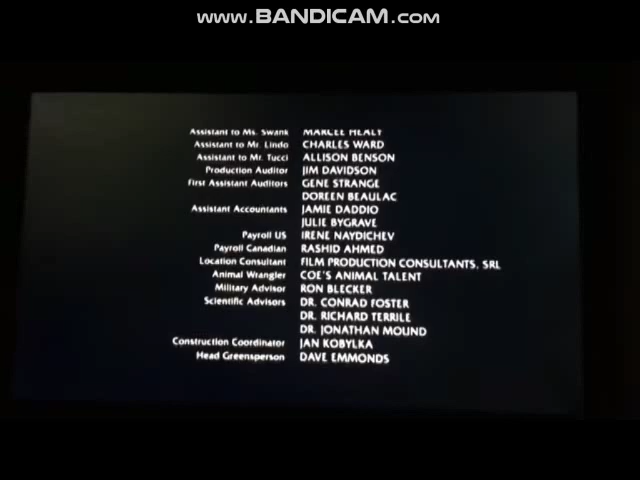 www.BANDICAM.com
Assistant to Ms. Swank MARCEE HEALY
Assistant to Mr. Lindo CHARLES WARD
Assistant to Mr. Tucci ALLISON BENSON
Production Auditor JIM DAVIDSON
First Assistant Auditors GENE STRANGE
DOREEN BEAULAC
Assistant Accountants JAMIE DADDIO
JULIE BYGRAVE
Payroll US IRENE NAYDICHEV
Payroll Canadian RASHID AHMED
Location Consultant FILM PRODUCTION CONSULTANTS, SRL
Animal Wrangler COE'S ANIMAL TALENT
Military Advisor RON BLECKER
Scientific Advisors DR. CONRAD FOSTER
DR. RICHARD TERRILE
DR. JONATHAN MOUND
Construction Coordinator JAN KOBYLKA
Head Greensperson DAVE EMMONDS